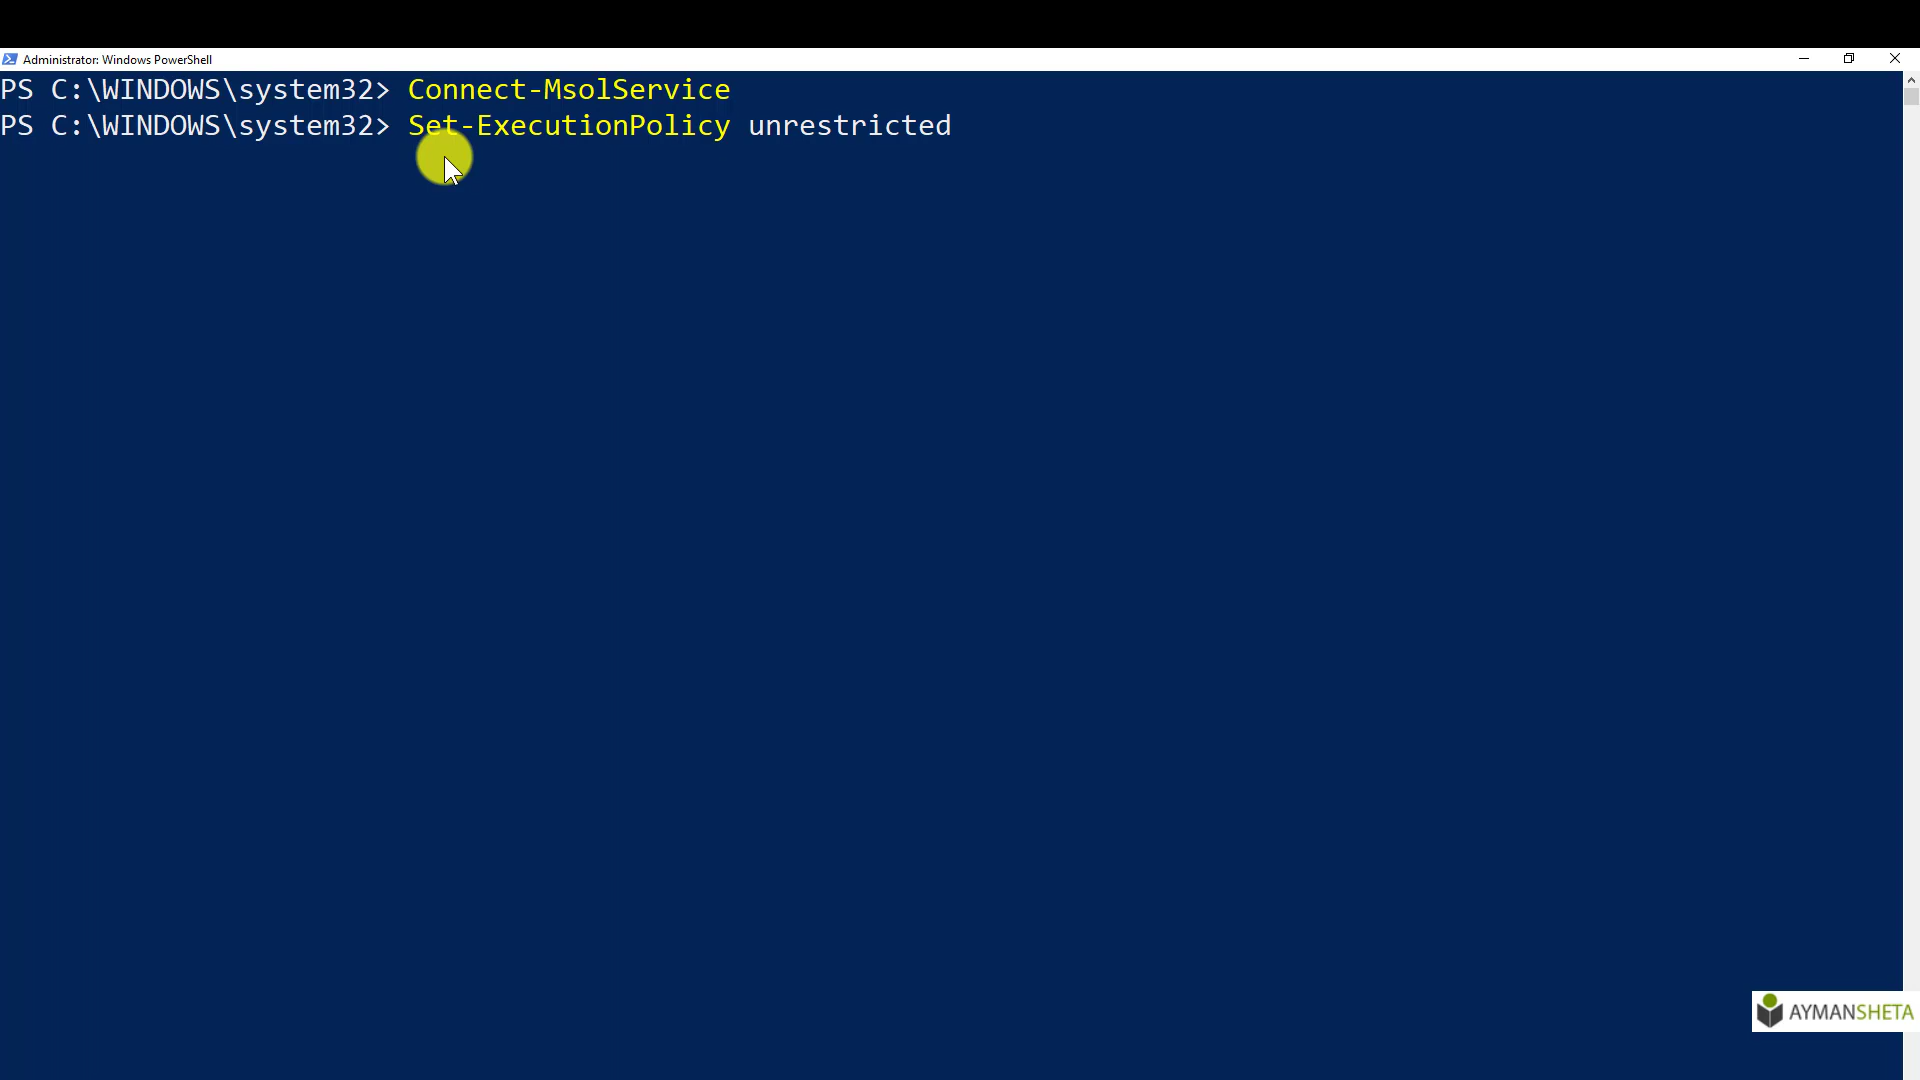 Administrator: Windows PowerShell
PS C:\WINDOWS\system32> Connect-MsolService
PS C:\WINDOWS\system32> Set-ExecutionPolicy unrestricted
AYMANSHETA